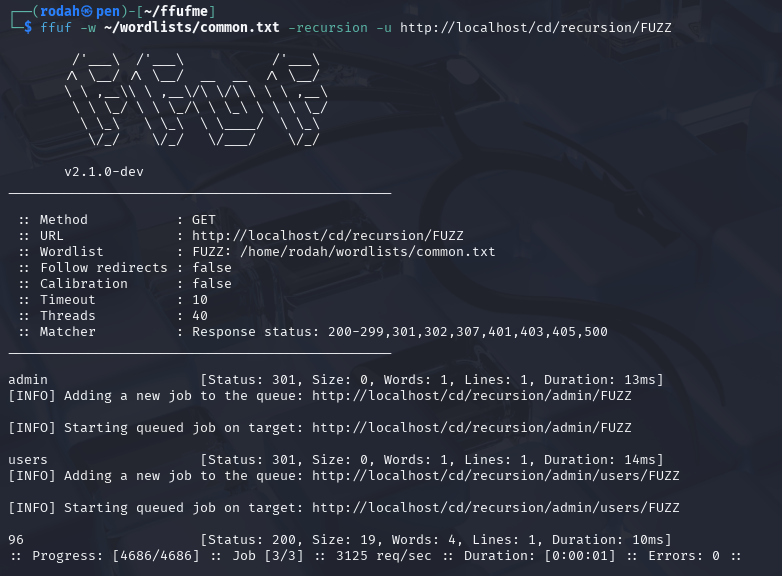 ┌──(rodah㉿pen)-[~/ffufme]
└─$ ffuf -w ~/wordlists/common.txt -recursion -u http://localhost/cd/recursion/FUZZ

        /'___\  /'___\           /'___\
       /\ \__/ /\ \__/  __  __  /\ \__/
       \ \ ,__\\ \ ,__\/\ \/\ \ \ \ ,__\
        \ \ \_/ \ \ \_/\ \ \_\ \ \ \ \_/
         \ \_\   \ \_\  \ \____/  \ \_\
          \/_/    \/_/   \/___/    \/_/

       v2.1.0-dev
________________________________________________

 :: Method           : GET
 :: URL              : http://localhost/cd/recursion/FUZZ
 :: Wordlist         : FUZZ: /home/rodah/wordlists/common.txt
 :: Follow redirects : false
 :: Calibration      : false
 :: Timeout          : 10
 :: Threads          : 40
 :: Matcher          : Response status: 200-299,301,302,307,401,403,405,500
________________________________________________

admin                   [Status: 301, Size: 0, Words: 1, Lines: 1, Duration: 13ms]
[INFO] Adding a new job to the queue: http://localhost/cd/recursion/admin/FUZZ

[INFO] Starting queued job on target: http://localhost/cd/recursion/admin/FUZZ

users                   [Status: 301, Size: 0, Words: 1, Lines: 1, Duration: 14ms]
[INFO] Adding a new job to the queue: http://localhost/cd/recursion/admin/users/FUZZ

[INFO] Starting queued job on target: http://localhost/cd/recursion/admin/users/FUZZ

96                      [Status: 200, Size: 19, Words: 4, Lines: 1, Duration: 10ms]
:: Progress: [4686/4686] :: Job [3/3] :: 3125 req/sec :: Duration: [0:00:01] :: Errors: 0 ::